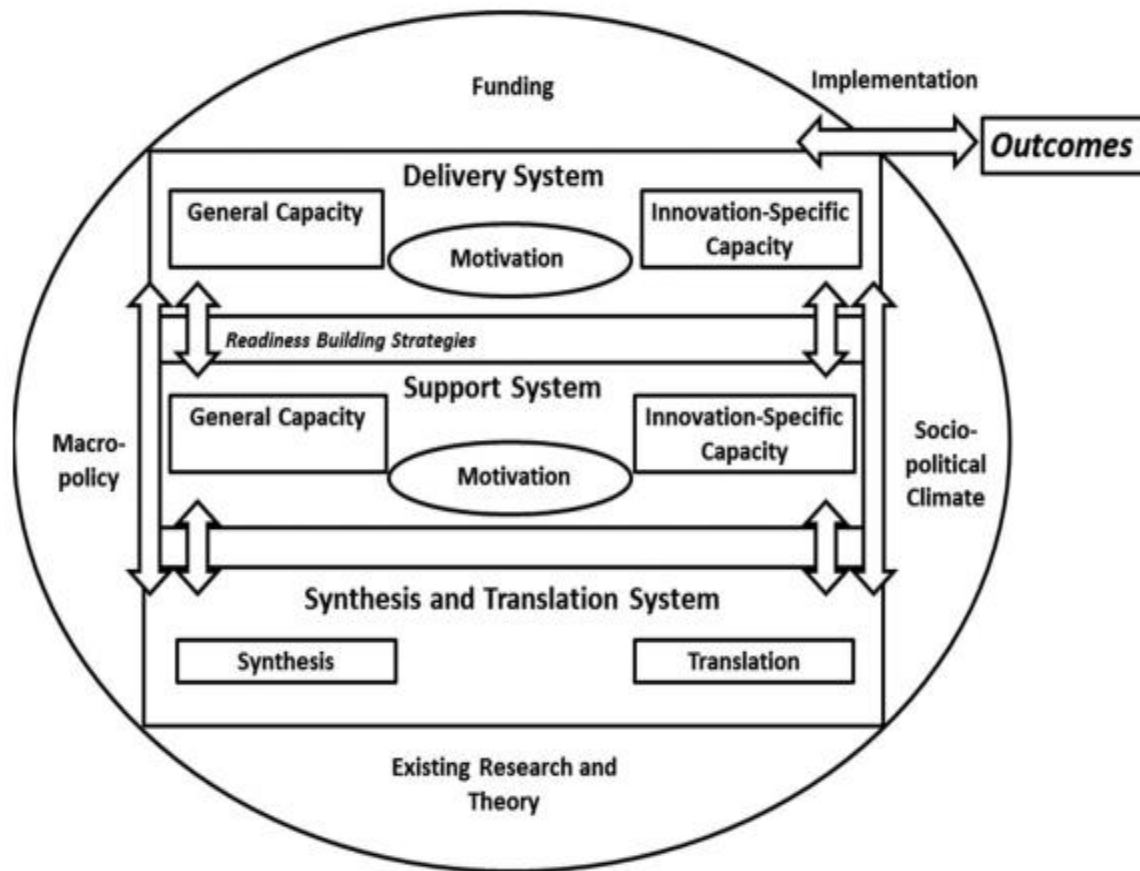 Funding
Implementation
Outcomes
Delivery System
General Capacity
Innovation-Specific
Capacity
Motivation
Readiness Building Strategies
Support System
General Capacity
Innovation-Specific
Capacity
Motivation
Macro-
policy
Socio-
political
Climate
Synthesis and Translation System
Synthesis
Translation
Existing Research and
Theory